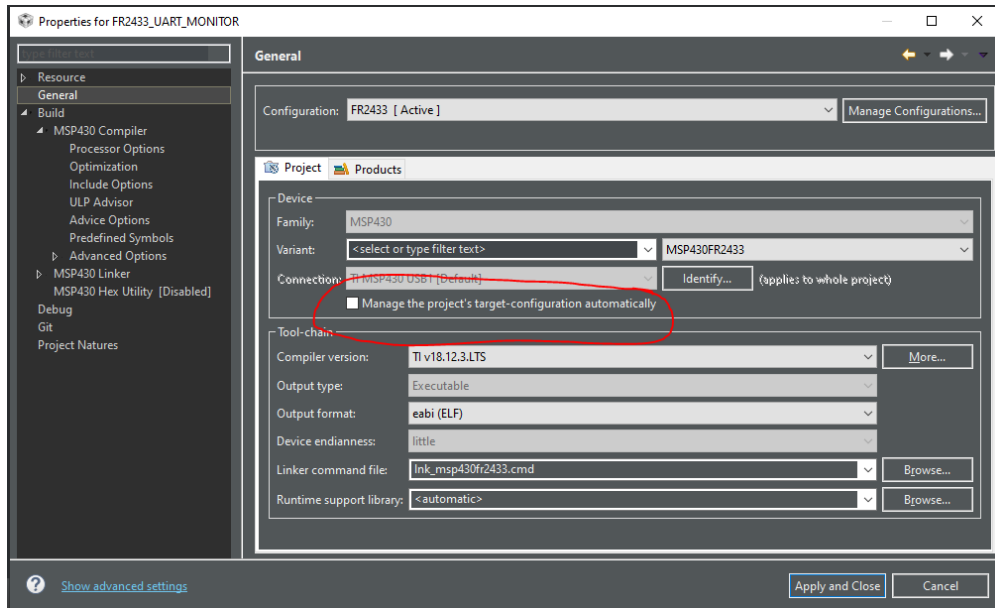 Properties for FR2433_UART_MONITOR
type filter text
Resource
General
Build
MSP430 Compiler
Processor Options
Optimization
Include Options
ULP Advisor
Advice Options
Predefined Symbols
Advanced Options
MSP430 Linker
MSP430 Hex Utility [Disabled]
Debug
Git
Project Natures
General
Configuration: FR2433 [ Active ] Manage Configurations...
Project Products
Device
Family: MSP430
Variant: <select or type filter text> MSP430FR2433
Connection: TI MSP430 USB1 [Default] Identify... (applies to whole project)
Manage the project's target-configuration automatically
Tool-chain
Compiler version: TI v18.12.3.LTS More...
Output type: Executable
Output format: eabi (ELF)
Device endianness: little
Linker command file: lnk_msp430fr2433.cmd Browse...
Runtime support library: <automatic> Browse...
? Show advanced settings Apply and Close Cancel